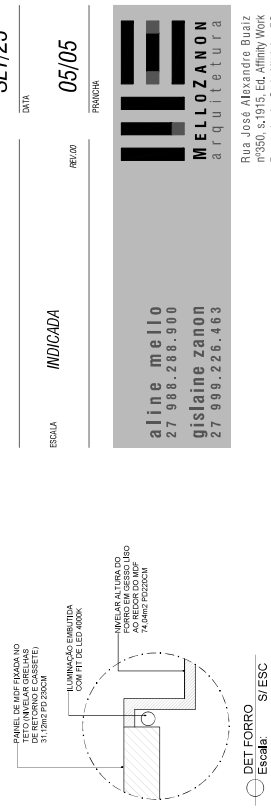 SET/25
DATA
05/05
PRANCHA
REV.00
INDICADA
ESCALA
MELLOZANON
arquitetura
aline mello
27 988.288.900
gislaine zanon
27 999.226.463
Rua José Alexandre Buaiz
nº350, s.1915, Ed. Affinity Work
PAINEL DE MDF FIXADA NO
TETO (NIVELAR GRELHAS
DE RETORNO E CASSETE)
31,12m2 PD 230CM
ILUMINAÇÃO EMBUTIDA
COM FIT DE LED 4000K
NIVELAR ALTURA DO
FORRO EM GESSO LISO
AO REDOR DO MDF
74.04m2 PD220CM
DET FORRO
Escala: S/ ESC